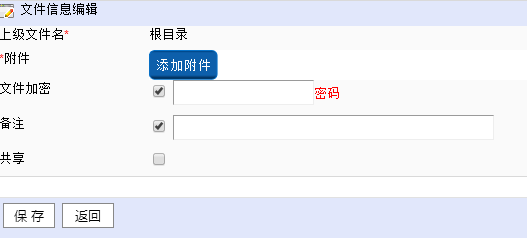 文件信息编辑
上级文件名* 根目录
*附件 添加附件
文件加密 密码
备注
共享
保 存 返回